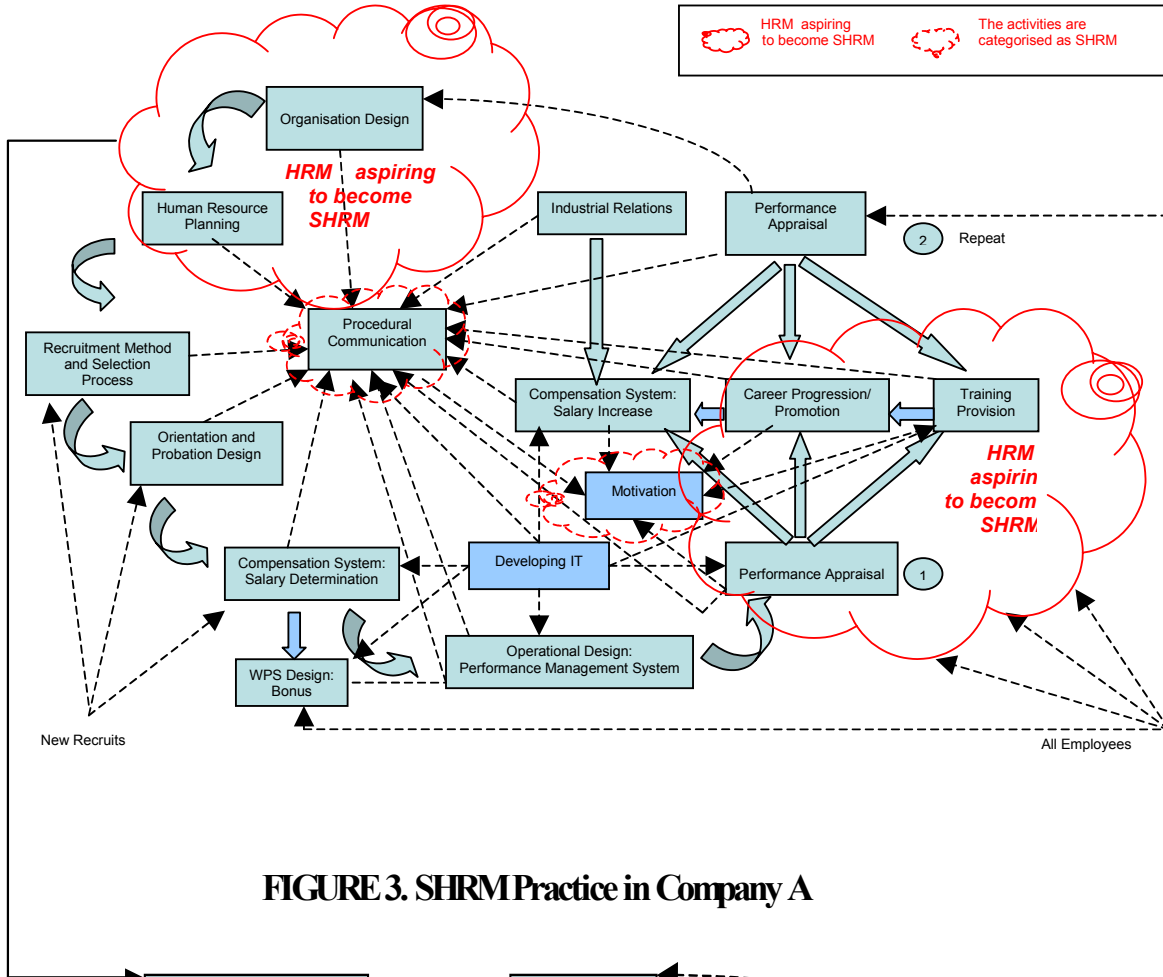 HRM aspiring
to become SHRM
The activities are
categorised as SHRM
Organisation Design
HRM aspiring
to become
SHRM
Human Resource
Planning
Industrial Relations
Performance
Appraisal
2
Repeat
Procedural
Communication
Recruitment Method
and Selection
Process
Compensation System:
Salary Increase
Career Progression/
Promotion
Training
Provision
Orientation and
Probation Design
HRM
aspirin
to becom
SHRM
Motivation
Compensation System:
Salary Determination
Developing IT
Performance Appraisal
1
Operational Design:
Performance Management System
WPS Design:
Bonus
New Recruits
All Employees
FIGURE 3. SHRM Practice in Company A